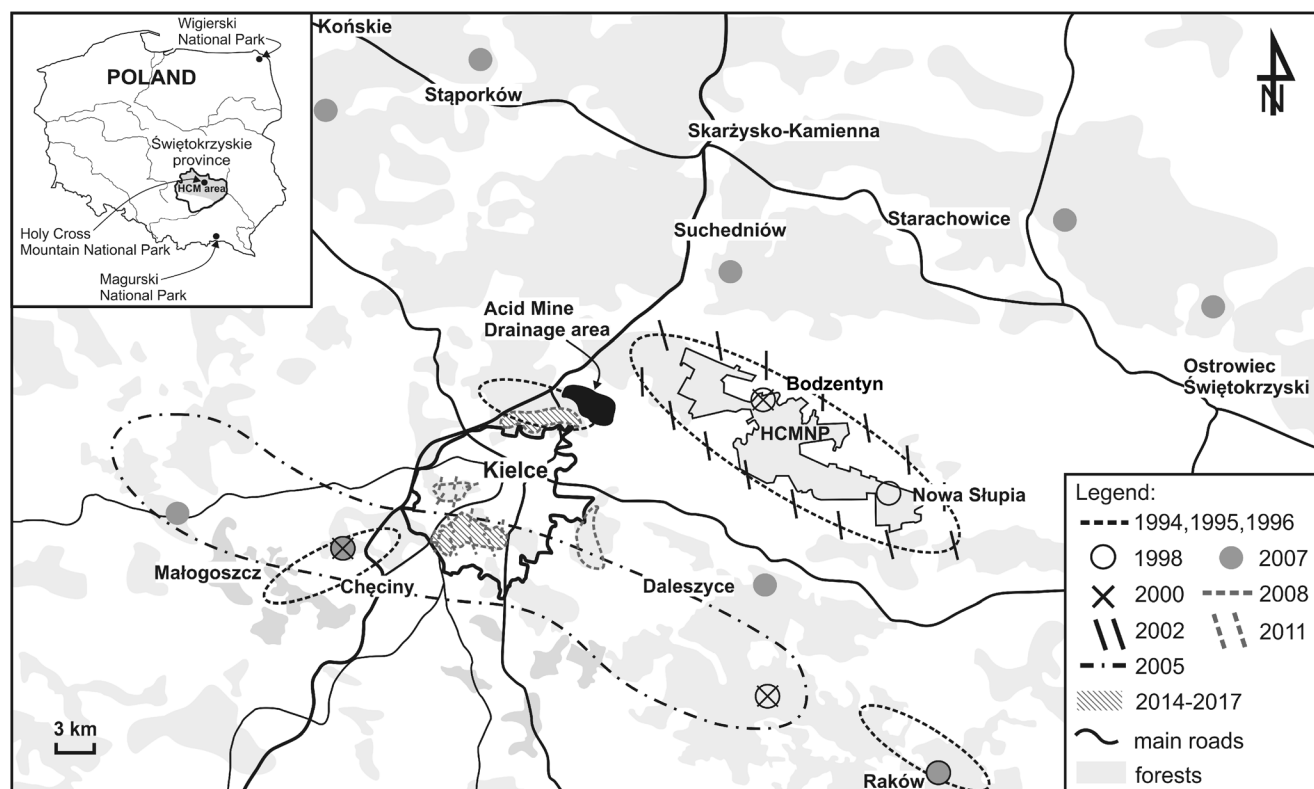 Wigierski
National Park
POLAND
Świętokrzyskie
province
HCM area
Holy Cross
Mountain National Park
Magurski
National Park
Końskie
Stąporków
Skarżysko-Kamienna
N
Starachowice
Suchedniów
Acid Mine
Drainage area
Ostrowiec
Świętokrzyski
Bodzentyn
HCMNP
Kielce
Nowa Słupia
Małogoszcz
Chęciny
Daleszyce
Raków
3 km
Legend:
1994,1995,1996
1998
2007
2000
2008
2002
2011
2005
2014-2017
main roads
forests